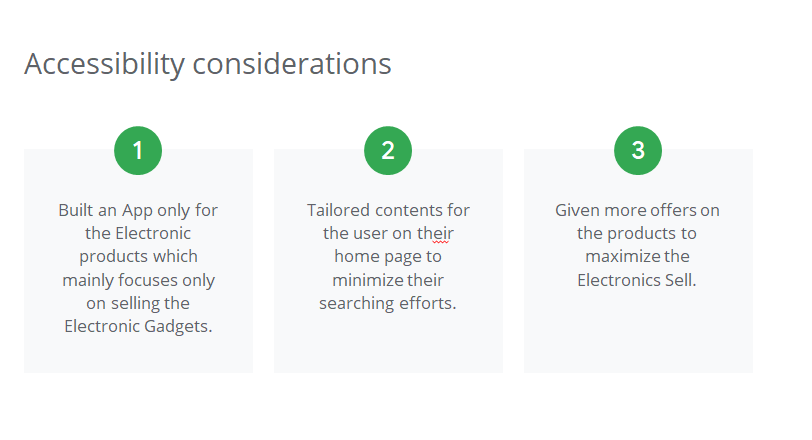 Accessibility considerations
1
Built an App only for
the Electronic
products which
mainly focuses only
on selling the
Electronic Gadgets.
2
Tailored contents for
the user on their
home page to
minimize their
searching efforts.
3
Given more offers on
the products to
maximize the
Electronics Sell.